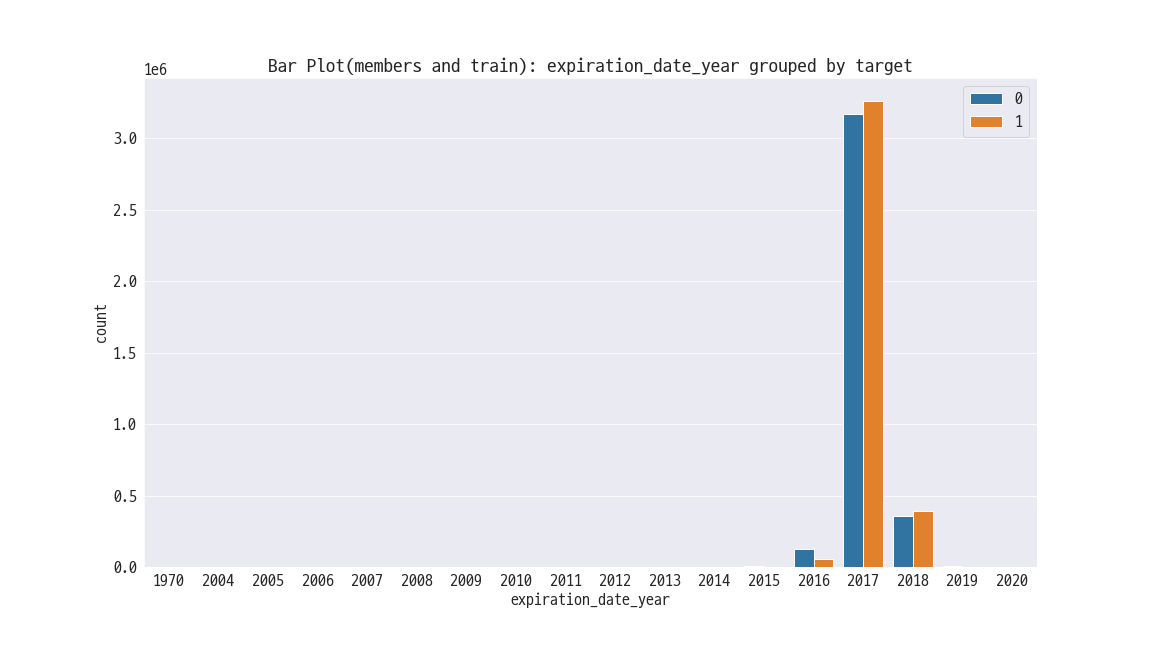 Bar Plot(members and train): expiration_date_year grouped by target
1e6
0
1
3.0
2.5
2.0
1.5
1.0
0.5
0.0
count
1970 2004 2005 2006 2007 2008 2009 2010 2011 2012 2013 2014 2015 2016 2017 2018 2019 2020
expiration_date_year